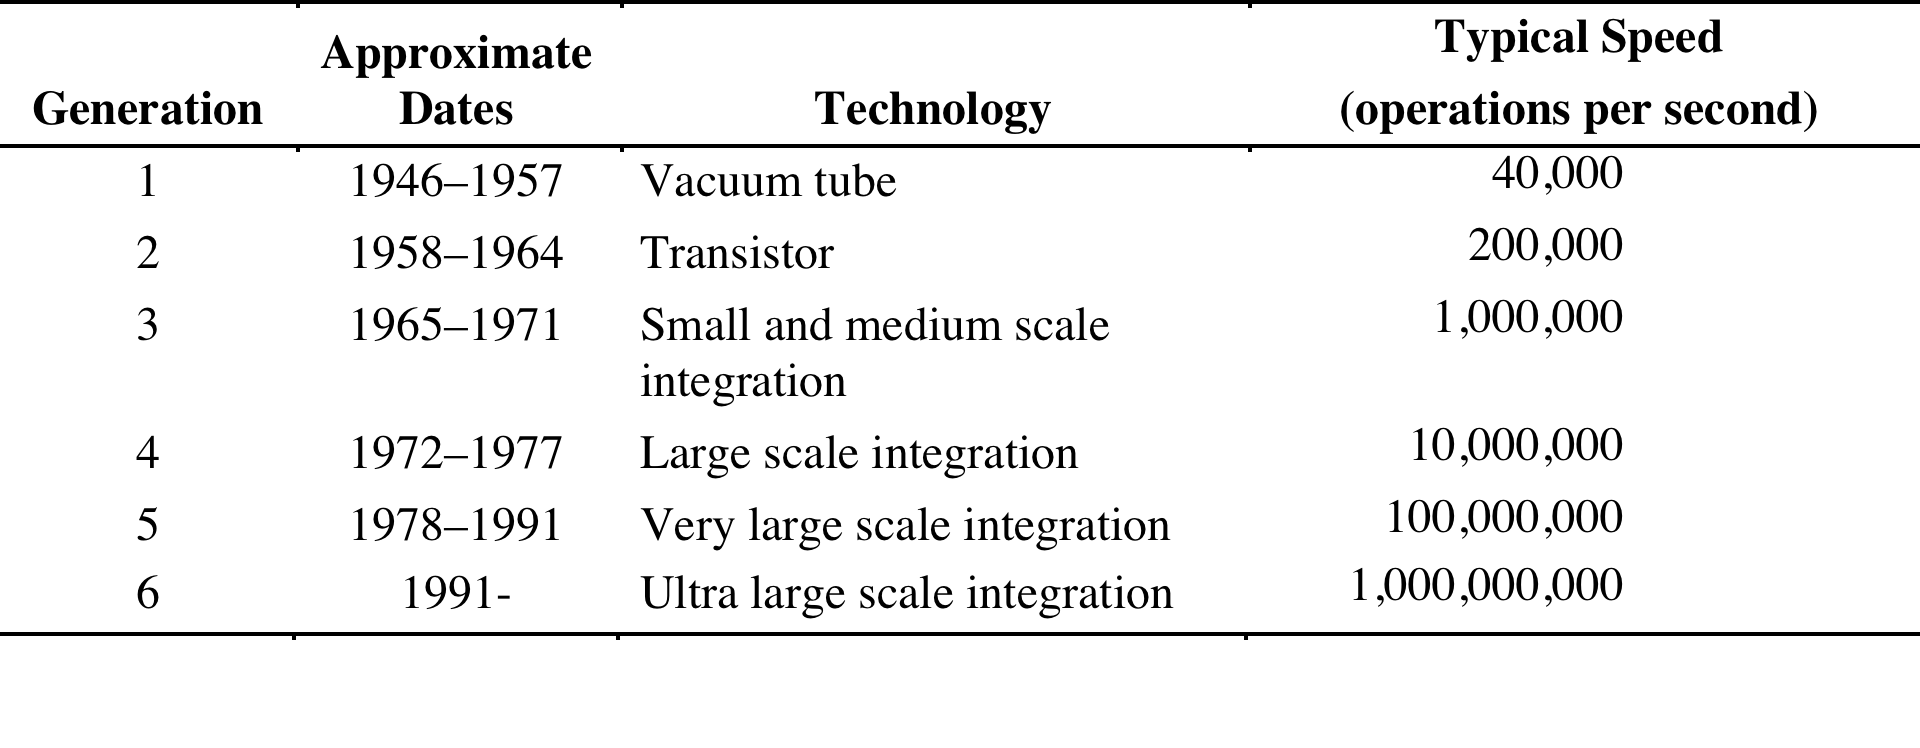 Generation Approximate Dates Technology Typical Speed (operations per second)
1 1946–1957 Vacuum tube 40,000
2 1958–1964 Transistor 200,000
3 1965–1971 Small and medium scale 1,000,000
integration
4 1972–1977 Large scale integration 10,000,000
5 1978–1991 Very large scale integration 100,000,000
6 1991- Ultra large scale integration 1,000,000,000